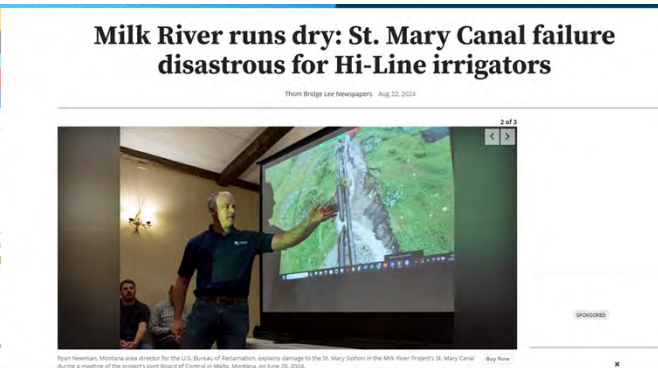 Milk River runs dry: St. Mary Canal failure
disastrous for Hi-Line irrigators
Thom Bridge Lee Newspapers Aug 22, 2024
2 of 3
SPONSORED
Ryan Newman, Montana area director for the U.S. Bureau of Reclamation, explains damage to the St. Mary Siphon in the Milk River Project's St. Mary Canal
during a meeting of the project's Joint Board of Control in Malta, Montana, on June 20, 2024.
Buy Now